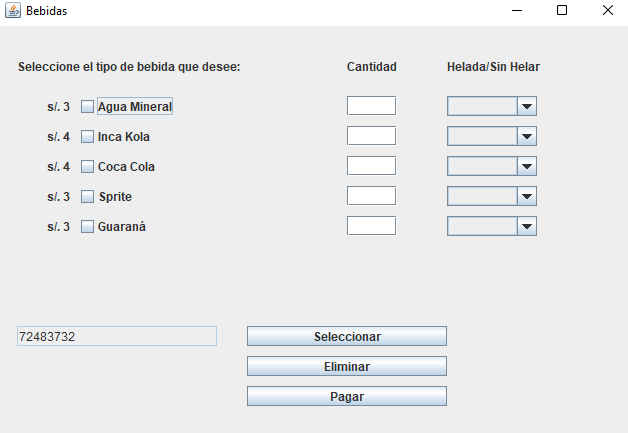 Bebidas
Seleccione el tipo de bebida que desee: Cantidad Helada/Sin Helar
s/. 3 Agua Mineral
s/. 4 Inca Kola
s/. 4 Coca Cola
s/. 3 Sprite
s/. 3 Guaraná
72483732 Seleccionar
Eliminar
Pagar